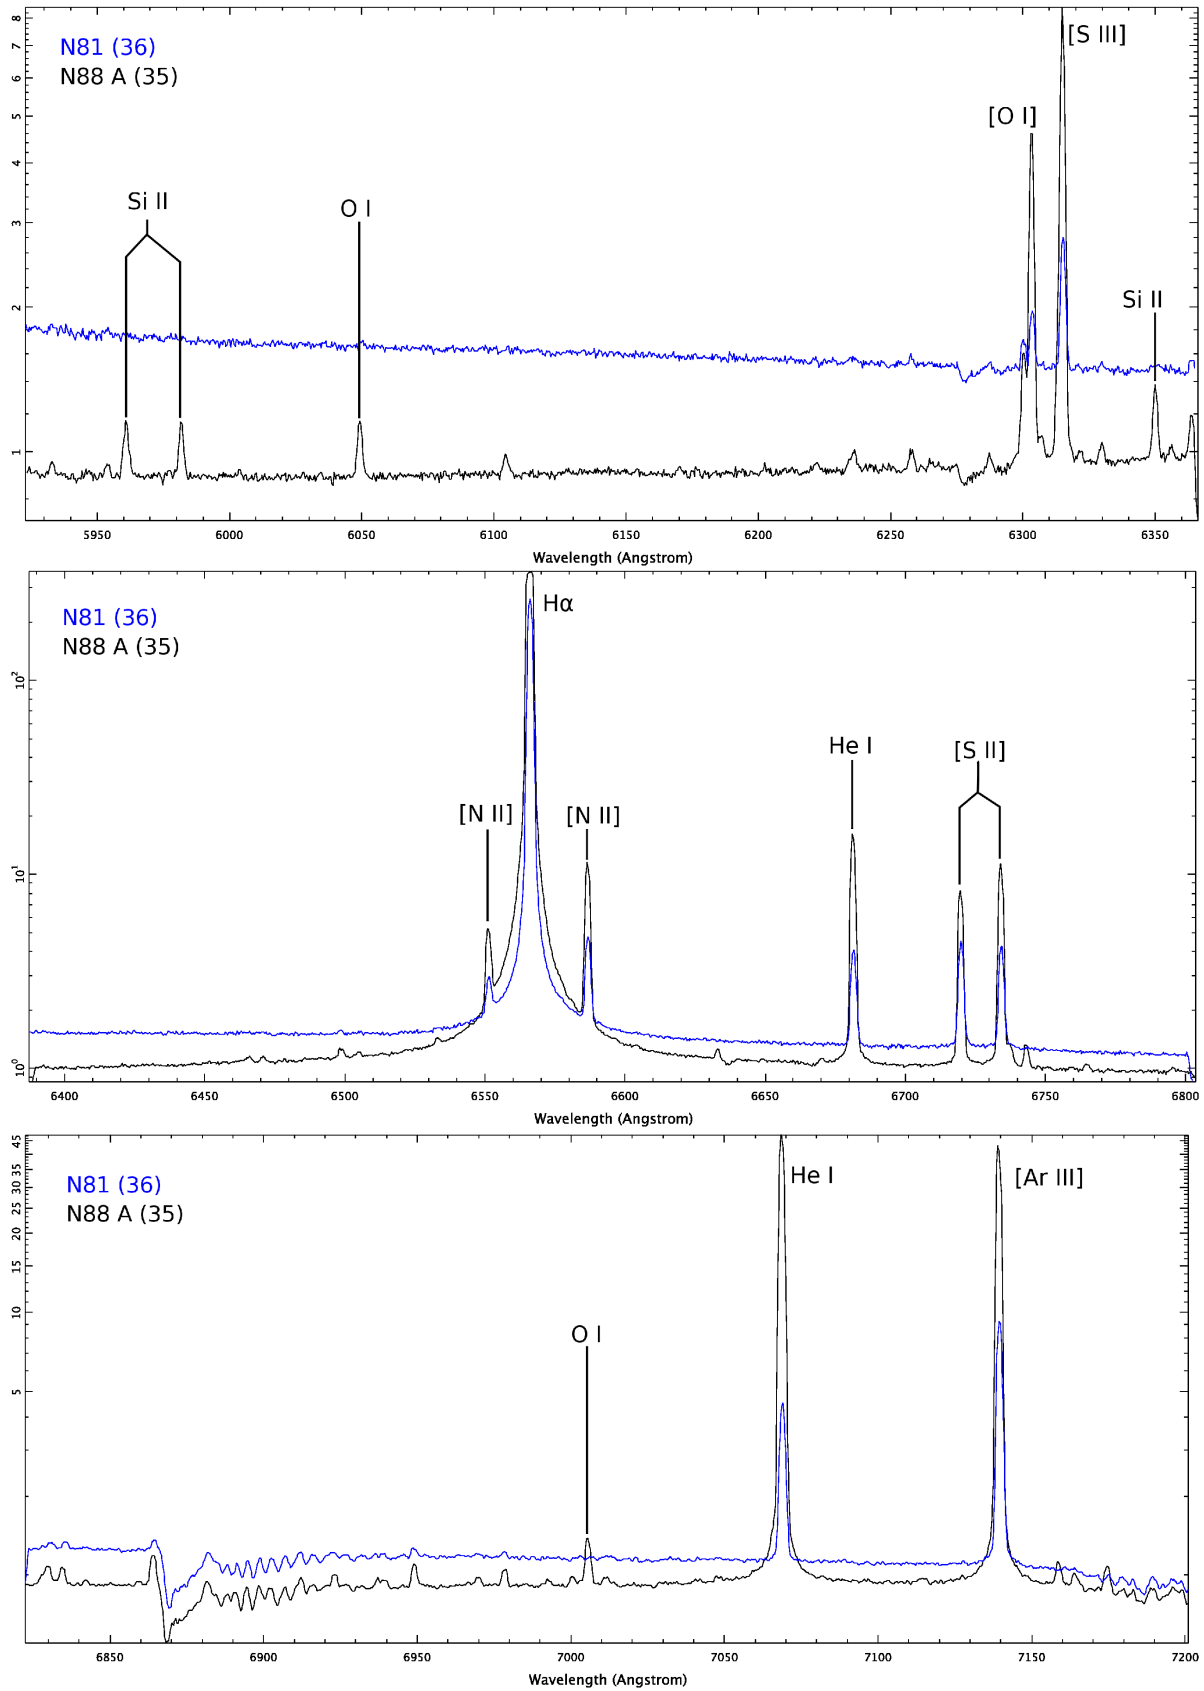 N81 (36)
N88 A (35)
[S III]
[O I]
Si II
O I
Si II
8
7
6
5
4
3
2
1
5950 6000 6050 6100 6150 6200 6250 6300 6350
Wavelength (Angstrom)
N81 (36)
N88 A (35)
Hα
He I
[S II]
[N II]
[N II]
10²
10¹
10⁰
6400 6450 6500 6550 6600 6650 6700 6750 6800
Wavelength (Angstrom)
N81 (36)
N88 A (35)
He I
[Ar III]
O I
45
35
30
25
20
15
10
5
6850 6900 6950 7000 7050 7100 7150 7200
Wavelength (Angstrom)